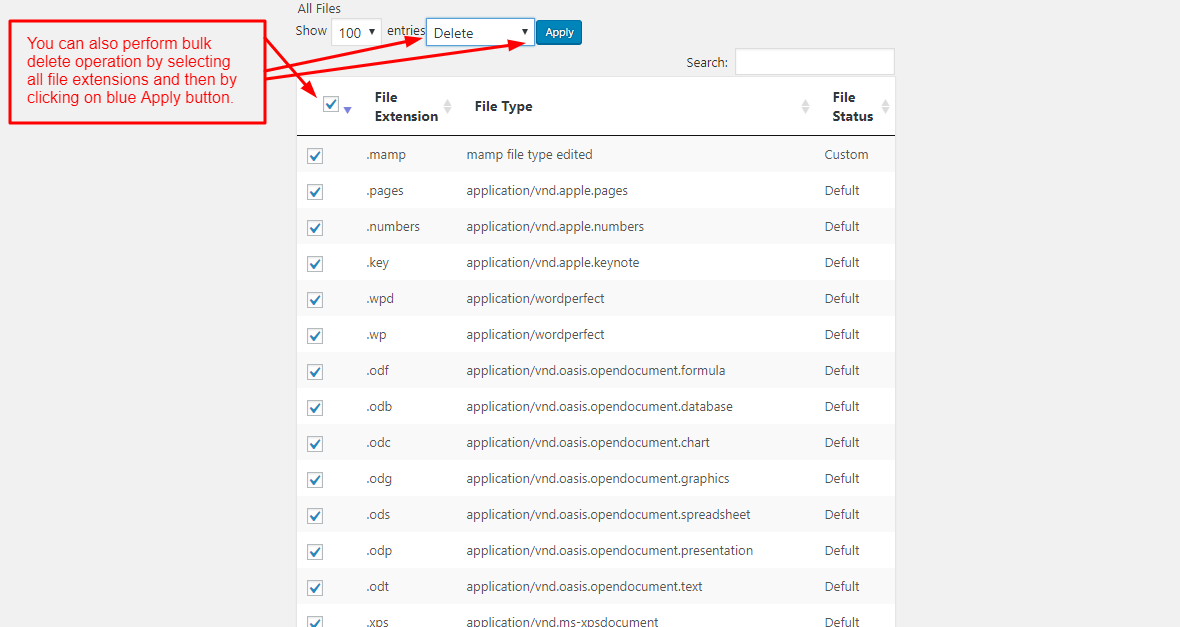 All Files
Show 100 entries Delete Apply
You can also perform bulk
delete operation by selecting
all file extensions and then by
clicking on blue Apply button.
Search:
File Extension File Type File Status
.mamp mamp file type edited Custom
.pages application/vnd.apple.pages Defult
.numbers application/vnd.apple.numbers Defult
.key application/vnd.apple.keynote Defult
.wpd application/wordperfect Defult
.wp application/wordperfect Defult
.odf application/vnd.oasis.opendocument.formula Defult
.odb application/vnd.oasis.opendocument.database Defult
.odc application/vnd.oasis.opendocument.chart Defult
.odg application/vnd.oasis.opendocument.graphics Defult
.ods application/vnd.oasis.opendocument.spreadsheet Defult
.odp application/vnd.oasis.opendocument.presentation Defult
.odt application/vnd.oasis.opendocument.text Defult
.xps application/vnd.ms-xpsdocument Defult